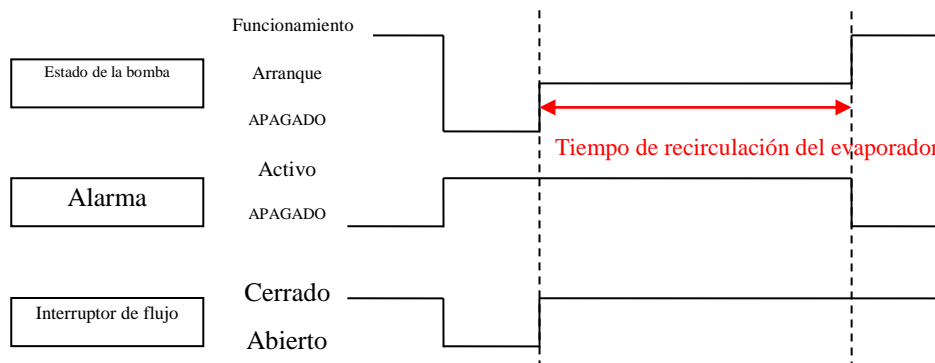 Funcionamiento
Estado de la bomba
Arranque
APAGADO
Tiempo de recirculación del evaporador
Activo
Alarma
APAGADO
Cerrado
Interruptor de flujo
Abierto